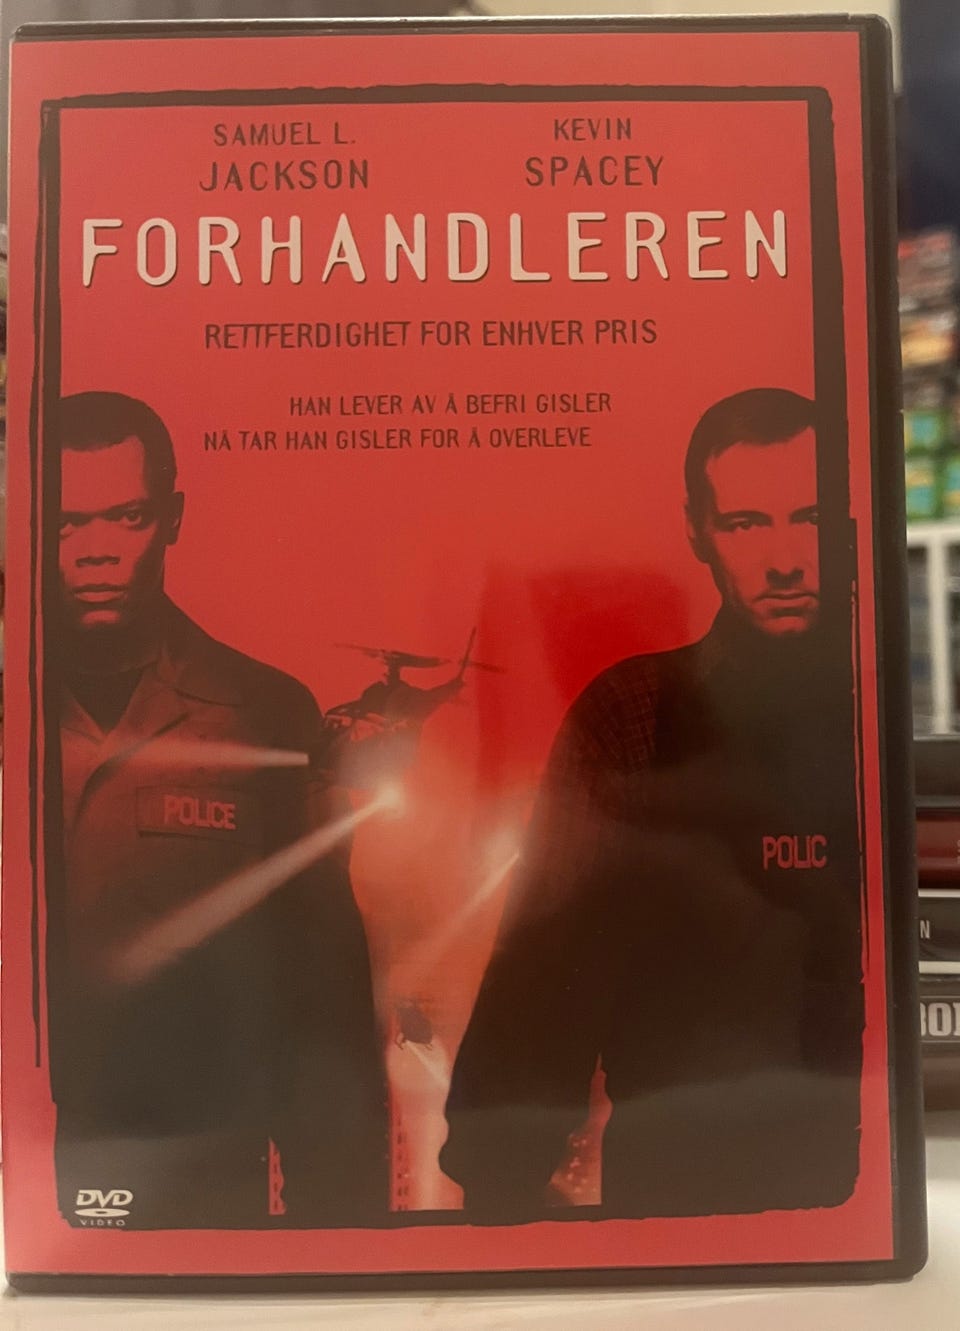 SAMUEL L. KEVIN
JACKSON SPACEY
FORHANDLEREN
RETTFERDIGHET FOR ENHVER PRIS
HAN LEVER AV Å BEFRI GISLER
NÅ TAR HAN GISLER FOR Å OVERLEVE
POLICE
POLIC
DVD
VIDEO
N